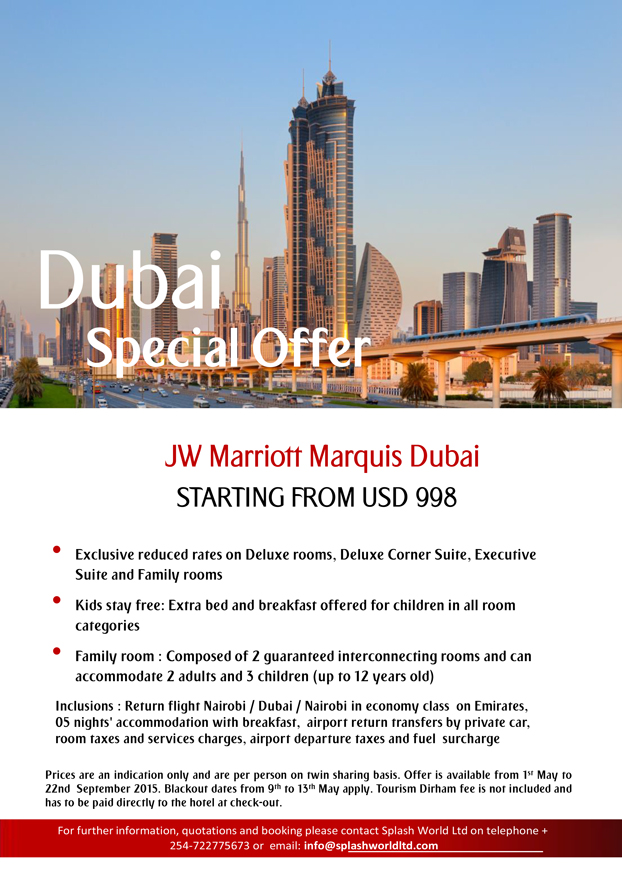 Dubai
Special Offer
JW Marriott Marquis Dubai
STARTING FROM USD 998
• Exclusive reduced rates on Deluxe rooms, Deluxe Corner Suite, Executive
Suite and Family rooms
• Kids stay free: Extra bed and breakfast offered for children in all room
categories
• Family room : Composed of 2 guaranteed interconnecting rooms and can
accommodate 2 adults and 3 children (up to 12 years old)
Inclusions : Return flight Nairobi / Dubai / Nairobi in economy class on Emirates,
05 nights' accommodation with breakfast, airport return transfers by private car,
room taxes and services charges, airport departure taxes and fuel surcharge
Prices are an indication only and are per person on twin sharing basis. Offer is available from 1st May to
22nd September 2015. Blackout dates from 9th to 13th May apply. Tourism Dirham fee is not included and
has to be paid directly to the hotel at check-out.
For further information, quotations and booking please contact Splash World Ltd on telephone +
254-722775673 or email: info@splashworldltd.com